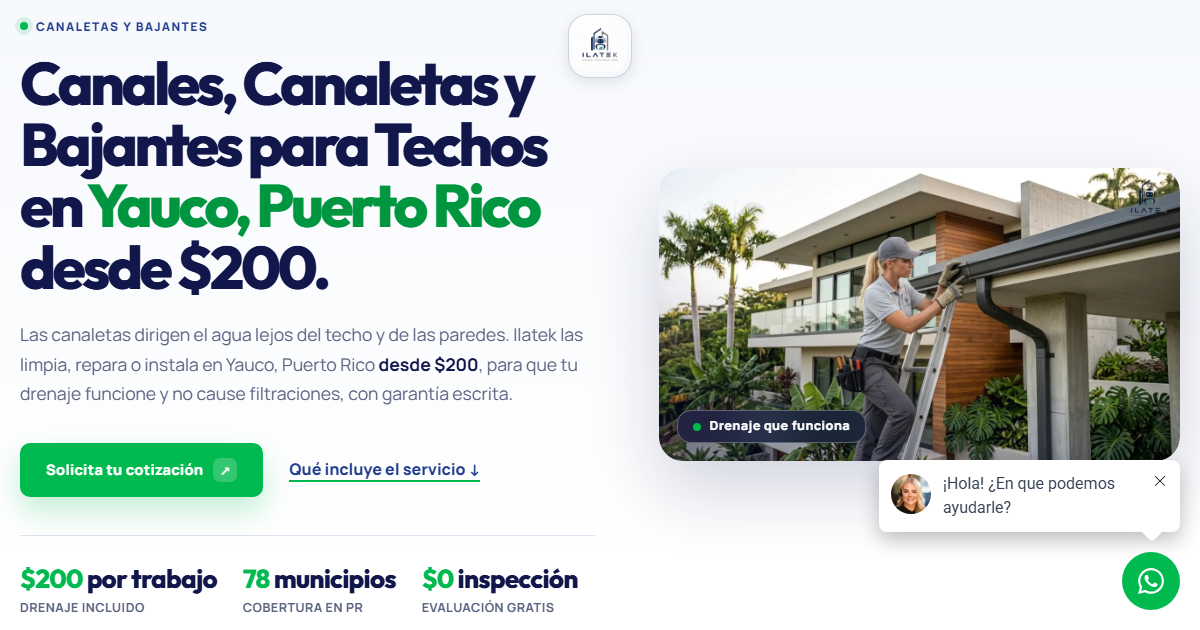 CANALETAS Y BAJANTES
ILATEK
Canales, Canaletas y
Bajantes para Techos
en Yauco, Puerto Rico
desde $200.
Las canaletas dirigen el agua lejos del techo y de las paredes. Ilatek las
limpia, repara o instala en Yauco, Puerto Rico desde $200, para que tu
drenaje funcione y no cause filtraciones, con garantía escrita.
Solicita tu cotización ↗
Qué incluye el servicio ↓
$200 por trabajo
DRENAJE INCLUIDO
78 municipios
COBERTURA EN PR
$0 inspección
EVALUACIÓN GRATIS
ILATEK
Drenaje que funciona
¡Hola! ¿En que podemos
ayudarle?